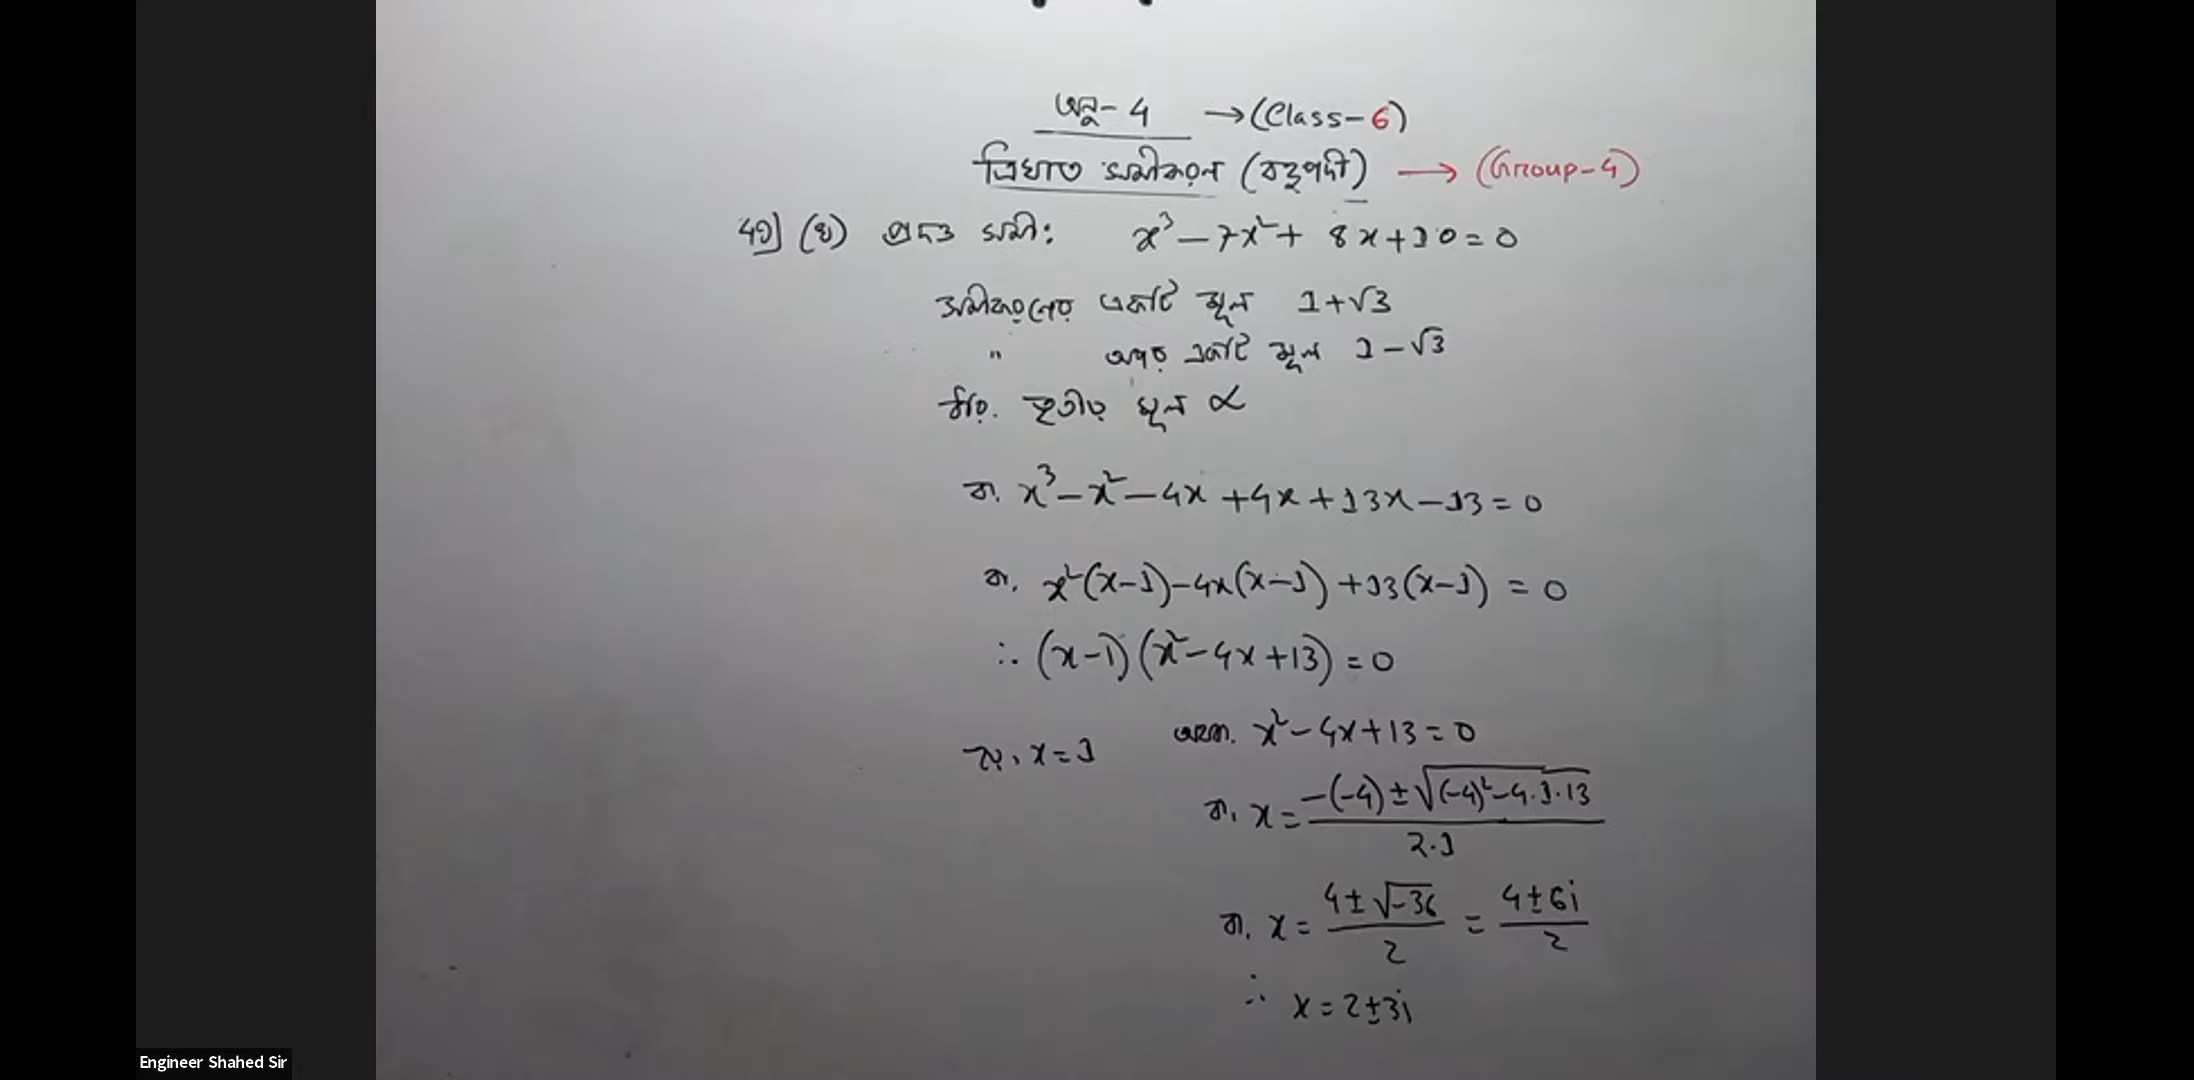 অনু- 4 → (Class-6)
ত্রিঘাত সমীকরণ (বহুপদী) → (Group-4)
(ঘ) প্রদত্ত সমী: x³ - 7x² + 8x + 10 = 0
সমীকরণের একটি মূল 1 + √3
" অপর একটি মূল 1 - √3
ধরি, তৃতীয় মূল α
বা, x³ - x² - 4x + 4x + 13x - 13 = 0
বা, x²(x-1) - 4x(x-1) + 13(x-1) = 0
∴ (x-1)(x² - 4x + 13) = 0
হয়, x = 1 অথবা, x² - 4x + 13 = 0
বা, x = -(-4) ± √(-4)² - 4·1·13 / 2·1
বা, x = 4 ± √-36 / 2 = 4 ± 6i / 2
∴ x = 2 ± 3i
Engineer Shahed Sir